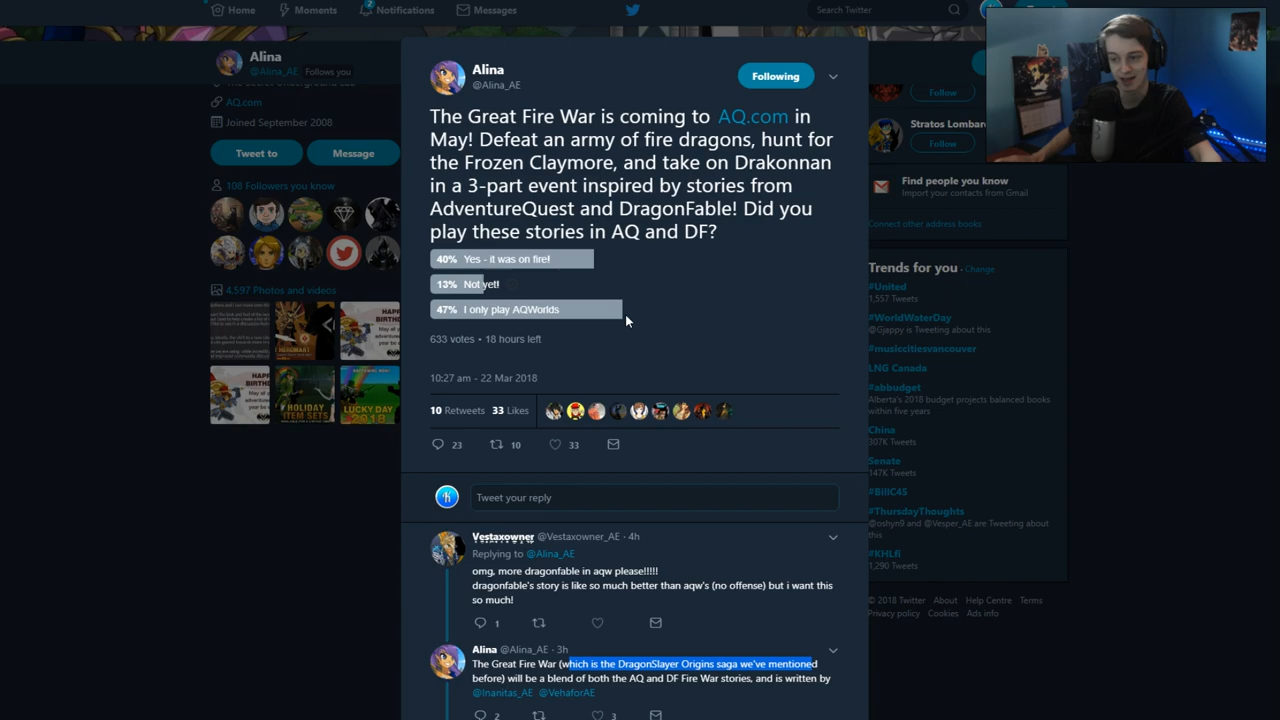 Home
Moments
2
Notifications
Messages
Search Twitter
Alina
@Alina_AE Follows you
AQ.com
Joined September 2008
Tweet to
Message
108 Followers you know
4,597 Photos and videos
Alina
@Alina_AE
Following
The Great Fire War is coming to AQ.com in
May! Defeat an army of fire dragons, hunt for
the Frozen Claymore, and take on Drakonnan
in a 3-part event inspired by stories from
AdventureQuest and DragonFable! Did you
play these stories in AQ and DF?
40% Yes - it was on fire!
13% Not yet!
47% I only play AQWorlds
633 votes • 18 hours left
10:27 am - 22 Mar 2018
10 Retweets 33 Likes
23
10
33
Tweet your reply
Vestaxowner @Vestaxowner_AE · 4h
Replying to @Alina_AE
omg, more dragonfable in aqw please!!!!!
dragonfable's story is like so much better than aqw's (no offense) but i want this
so much!
1
Alina @Alina_AE · 3h
The Great Fire War (which is the DragonSlayer Origins saga we've mentioned
before) will be a blend of both the AQ and DF Fire War stories, and is written by
@Inanitas_AE @VehaforAE
2
3
Follow
Stratos Lombar
Follow
Find people you know
Import your contacts from Gmail
Connect other address books
Trends for you · Change
#United
1,557 Tweets
#WorldWaterDay
@Gjappy is Tweeting about this
#musiccitiesvancouver
LNG Canada
#abbudget
Alberta's 2018 budget projects balanced books
within five years
China
307K Tweets
Senate
147K Tweets
#BillC45
#ThursdayThoughts
@oshyn9 and @Vesper_AE are Tweeting about
this
#KHLfi
1,290 Tweets
© 2018 Twitter About Help Centre Terms
Privacy policy Cookies Ads info